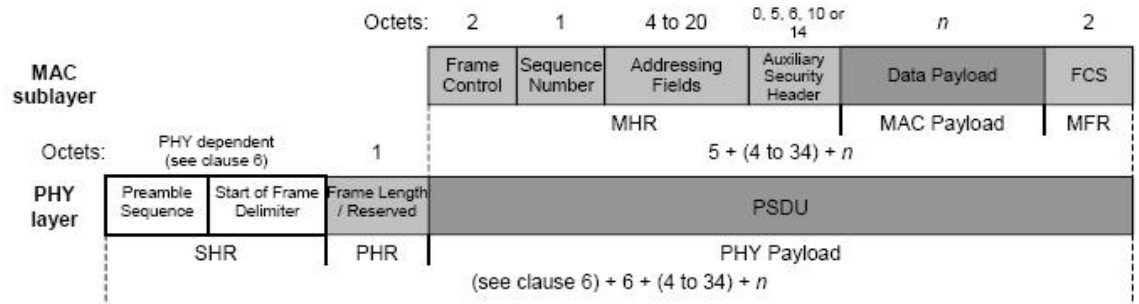 Octets: 2 1 4 to 20 0, 5, 6, 10 or 14 n 2
MAC sublayer
Frame Control
Sequence Number
Addressing Fields
Auxiliary Security Header
Data Payload
FCS
MHR MAC Payload MFR
Octets: PHY dependent (see clause 6) 1 5 + (4 to 34) + n
PHY layer
Preamble Sequence
Start of Frame Delimiter
Frame Length / Reserved
PSDU
SHR PHR PHY Payload
(see clause 6) + 6 + (4 to 34) + n